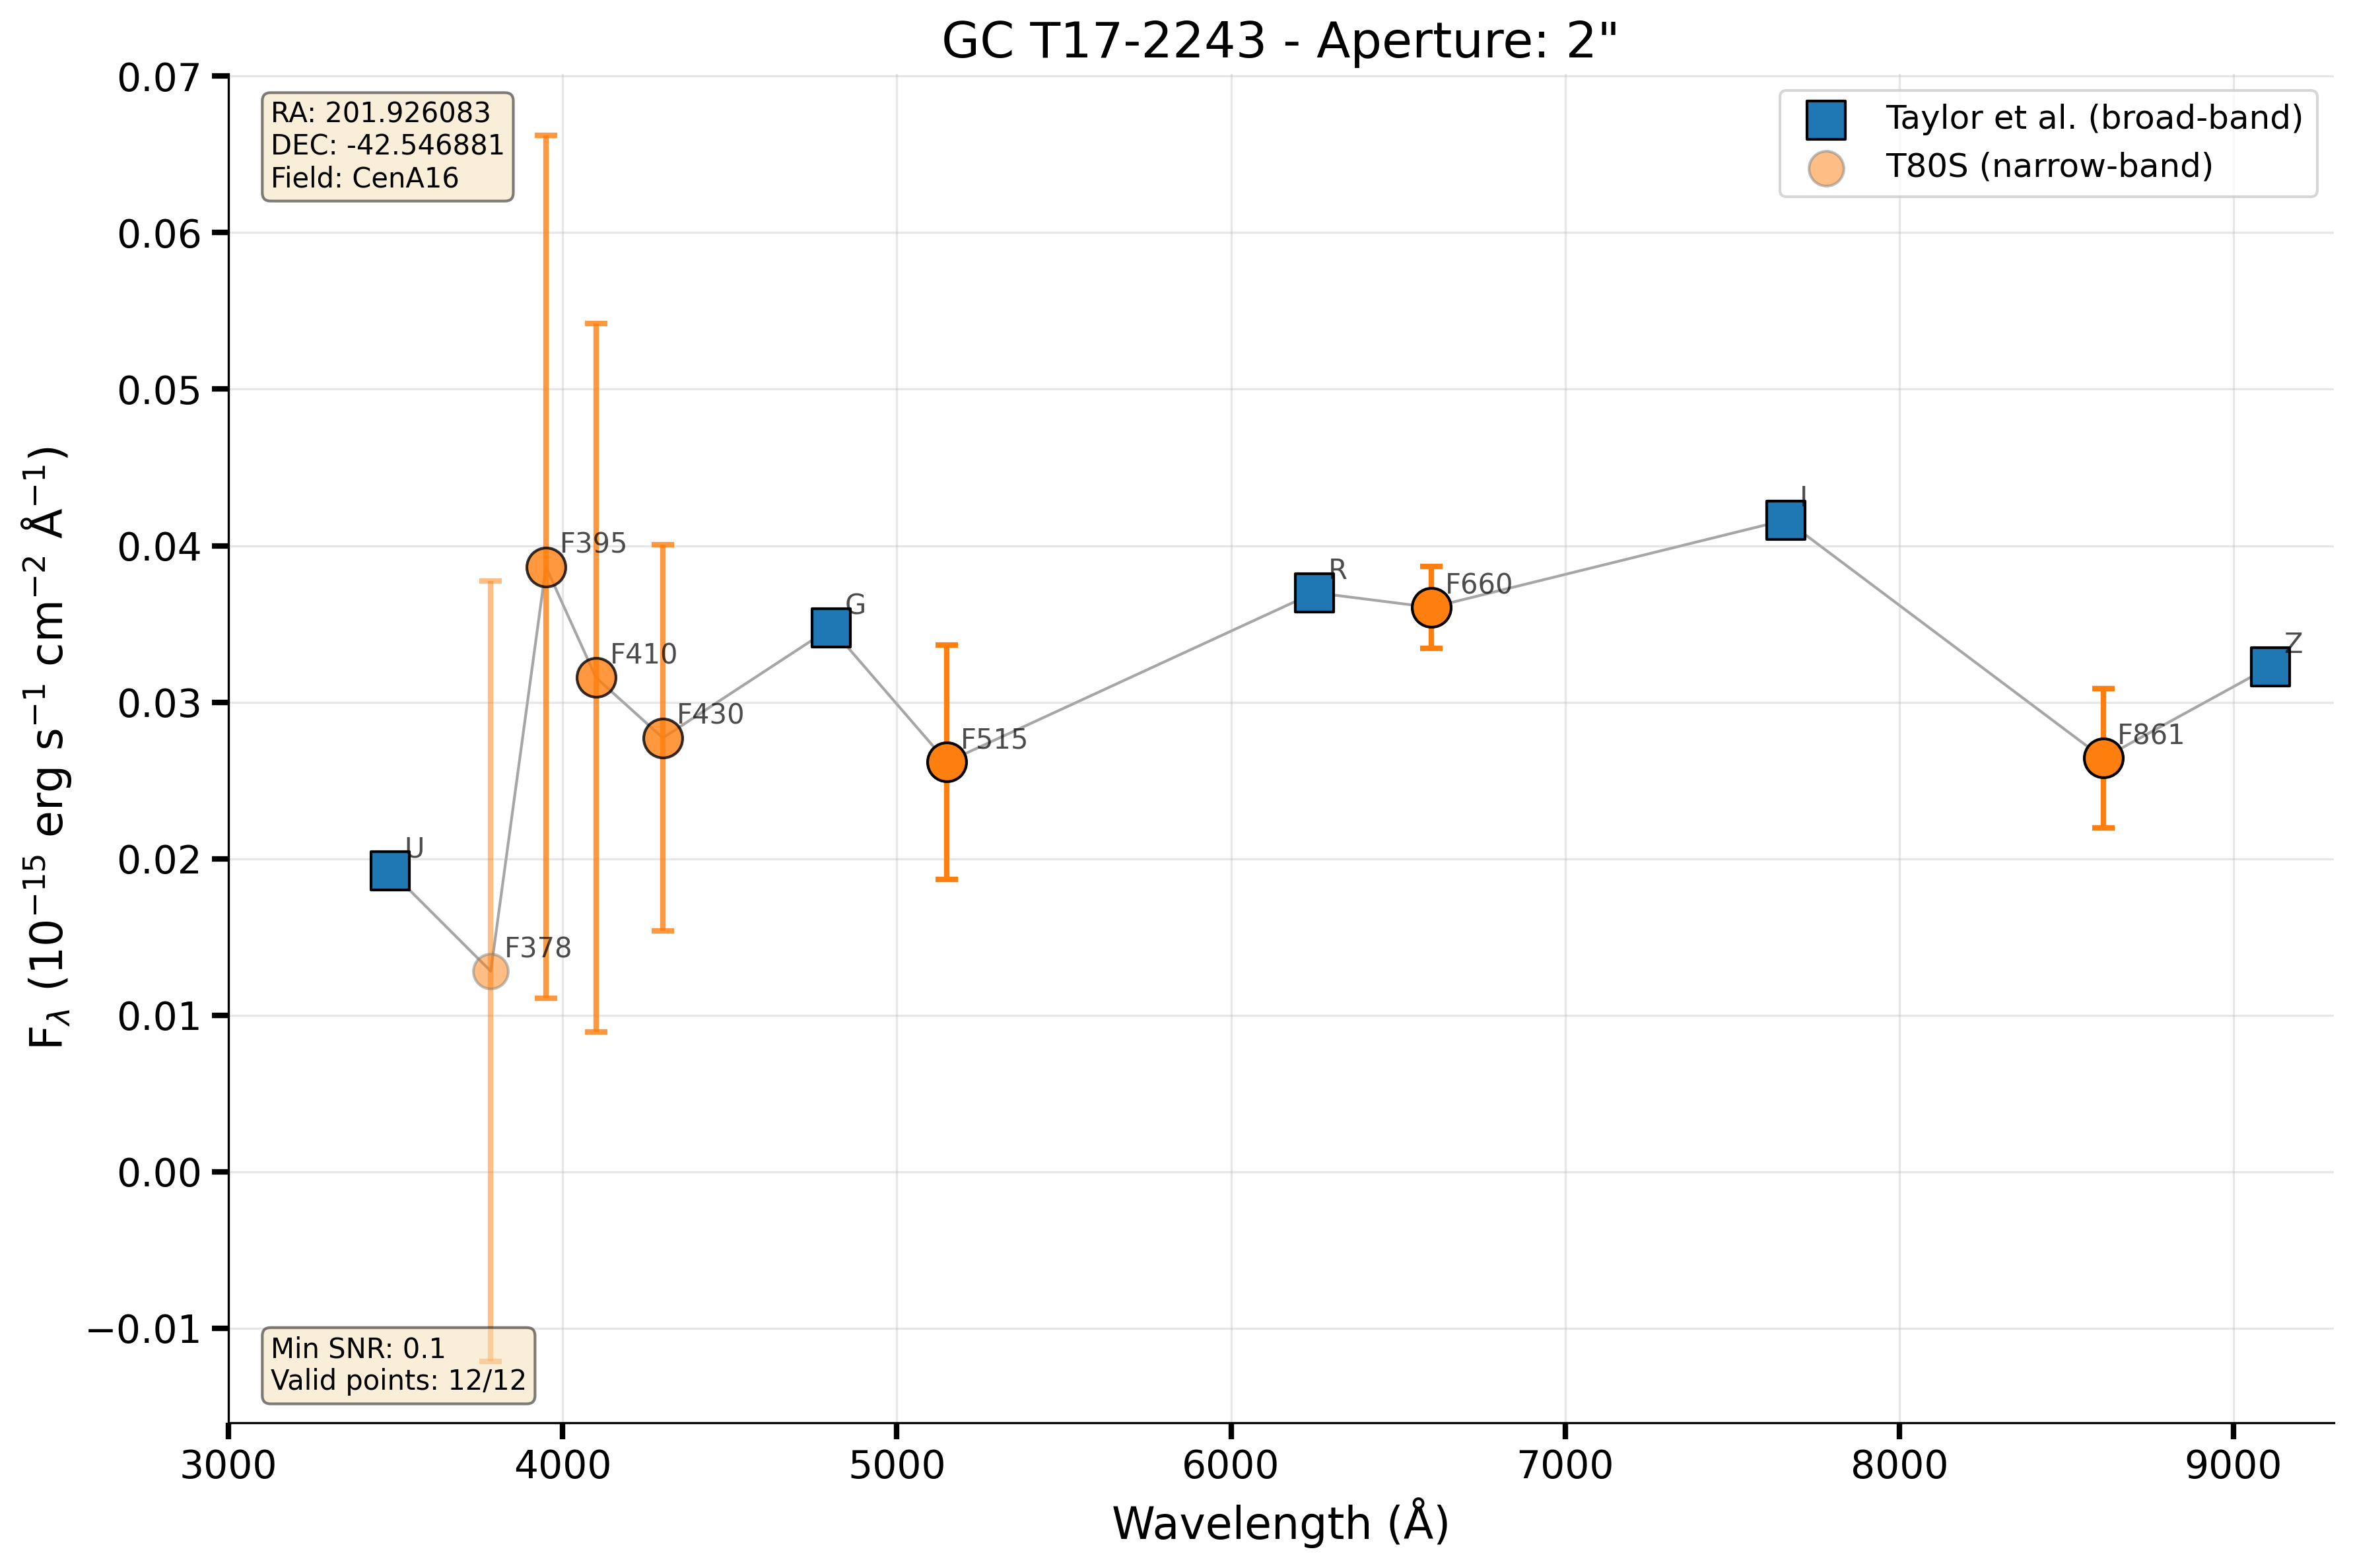 GC T17-2243 - Aperture: 2"
RA: 201.926083
DEC: -42.546881
Field: CenA16
Taylor et al. (broad-band)
T80S (narrow-band)
0.07
0.06
0.05
0.04
0.03
0.02
0.01
0.00
−0.01
F_λ (10⁻¹⁵ erg s⁻¹ cm⁻² Å⁻¹)
U
F378
F395
F410
F430
G
F515
R
F660
I
F861
Z
Min SNR: 0.1
Valid points: 12/12
3000 4000 5000 6000 7000 8000 9000
Wavelength (Å)